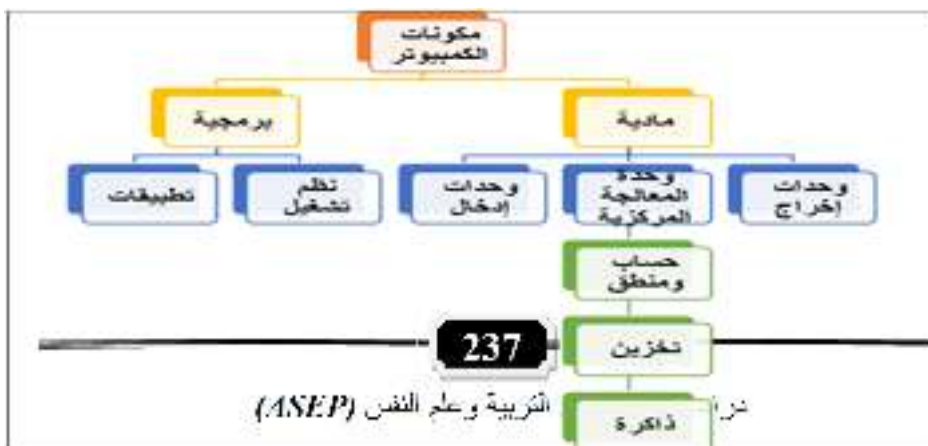 مكونات
الكمبيوتر
مادية
برمجية
وحدات
إخراج
وحدة
المعالجة
المركزية
وحدات
إدخال
نظم
تشغيل
تطبيقات
حساب
ومنطق
تخزين
237
ذاكرة
التربية وعلم النفس (ASEP)